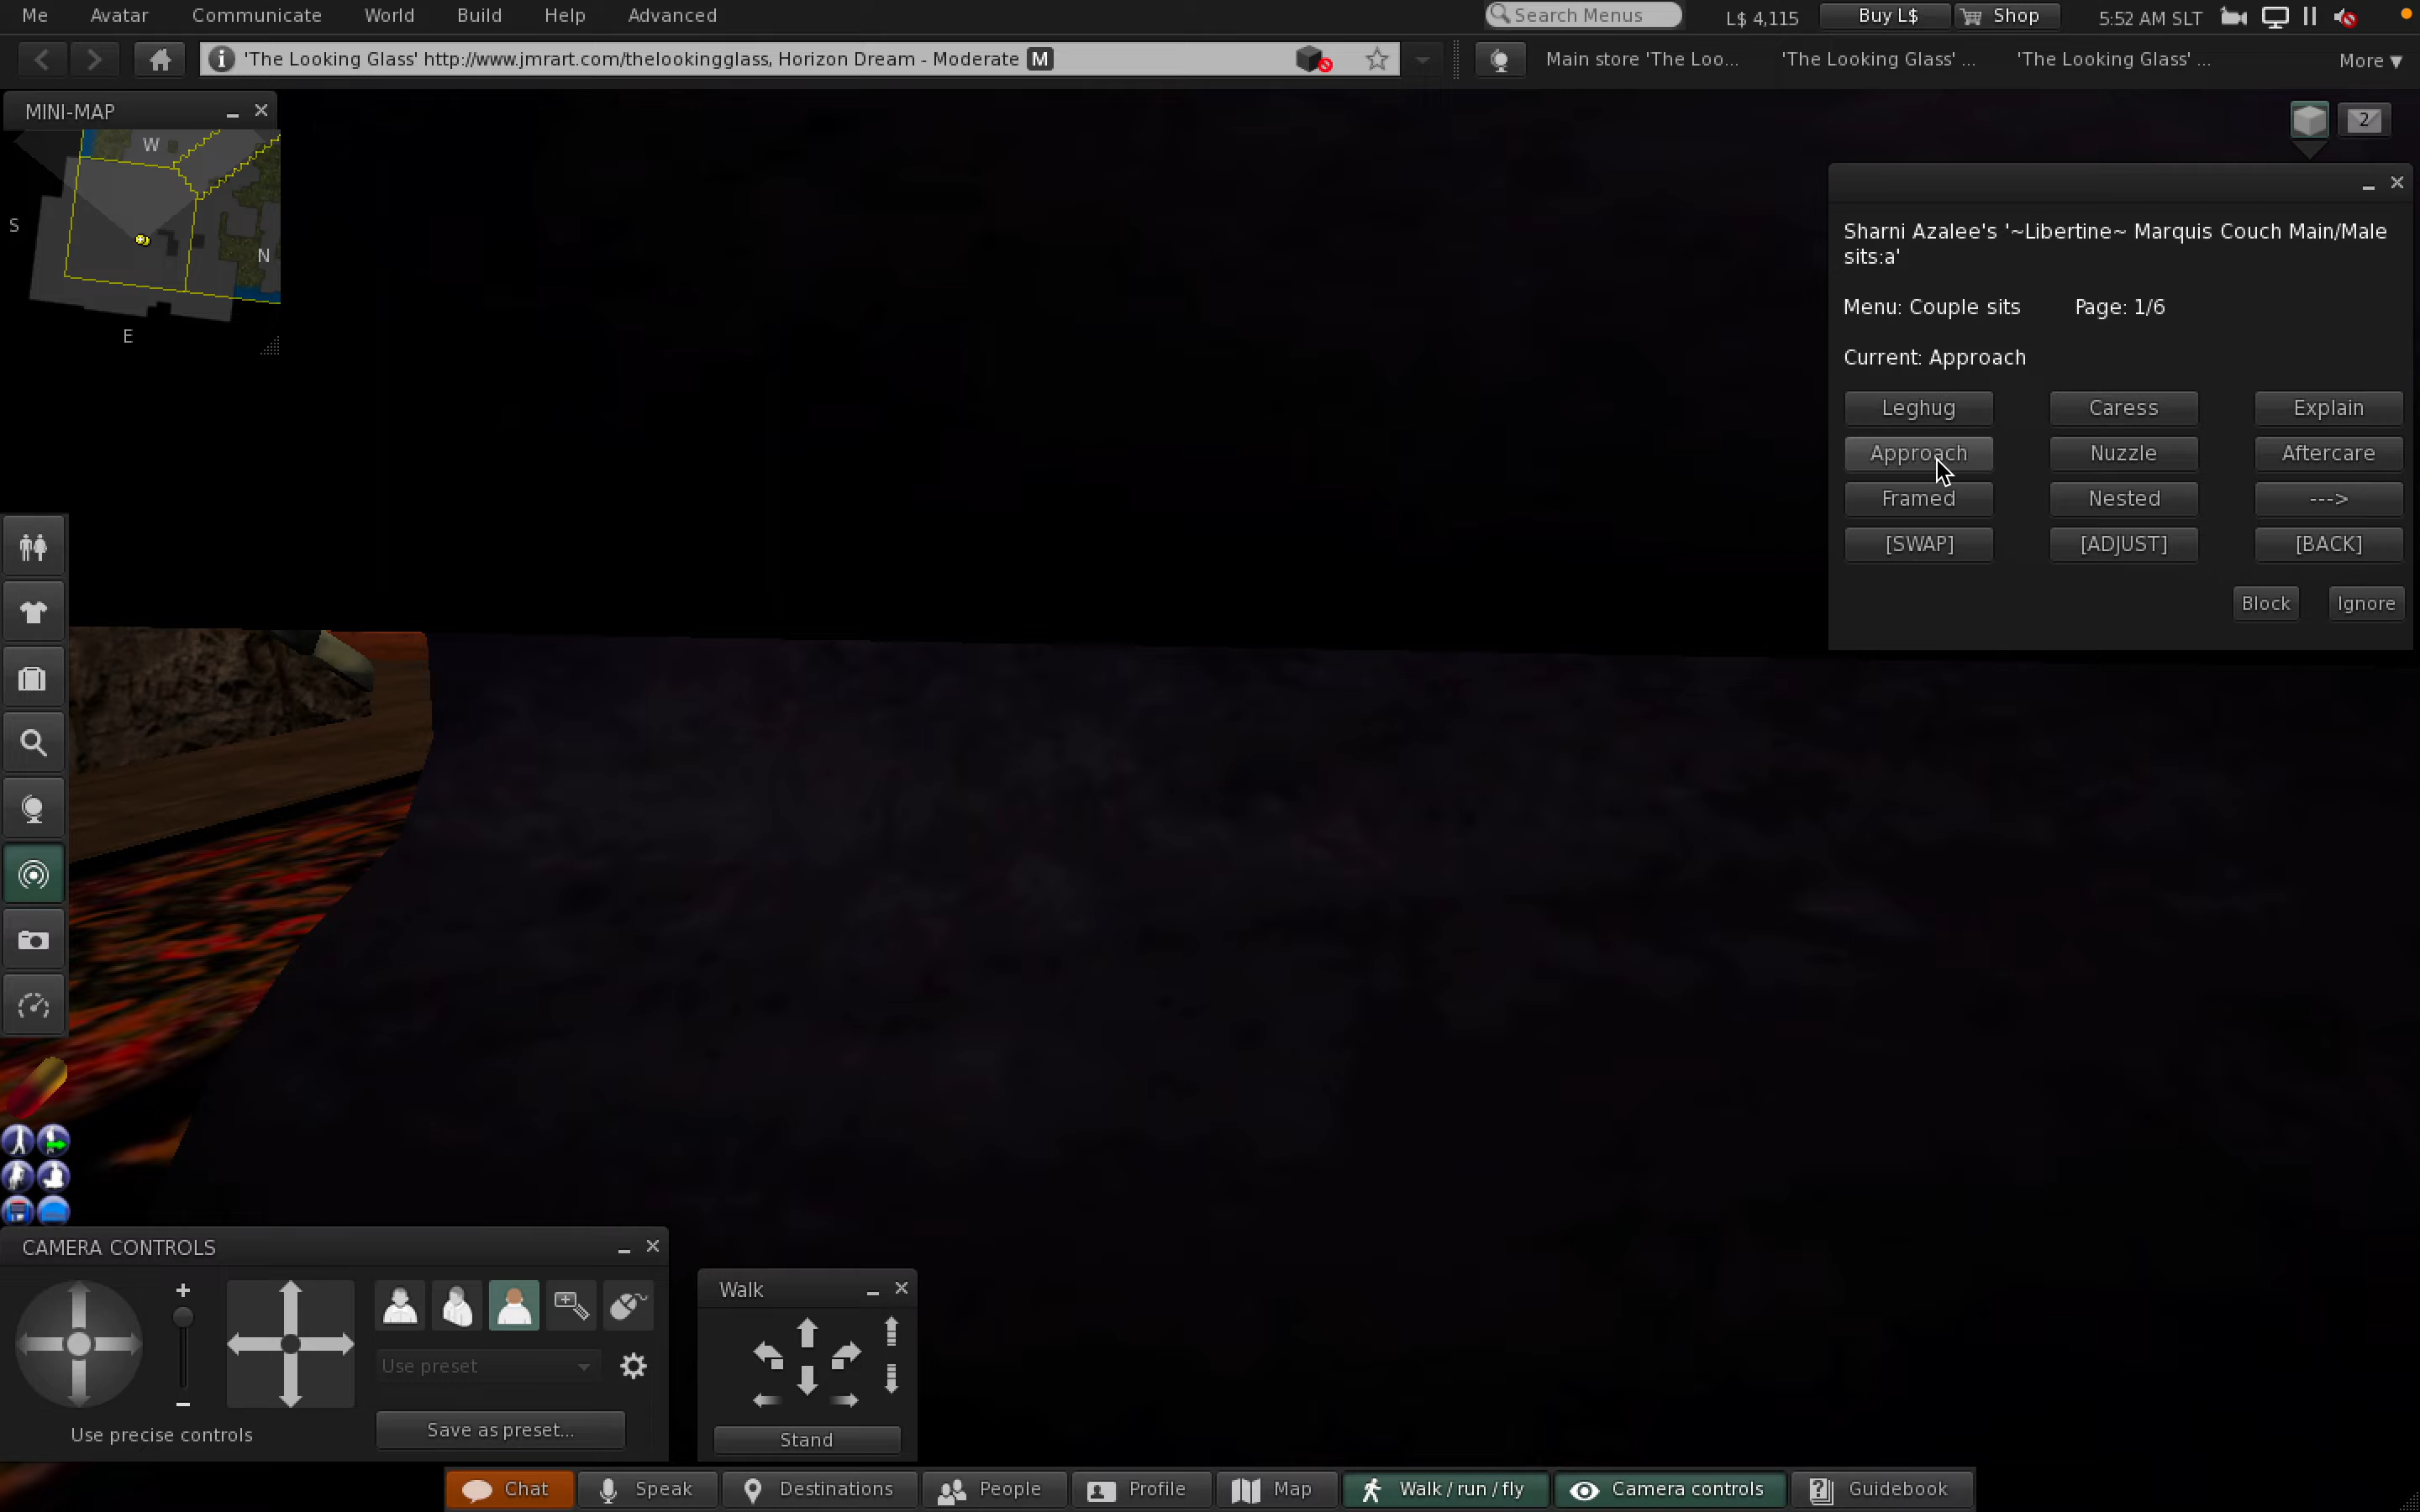 Me Avatar Communicate World Build Help Advanced Search Menus L$ 4,115 Buy L$ Shop 5:52 AM SLT
'The Looking Glass' http://www.jmrart.com/thelookingglass, Horizon Dream - Moderate M Main store 'The Loo... 'The Looking Glass' ... 'The Looking Glass' ... More ▼
MINI-MAP
W
S
N
E
2
Sharni Azalee's '~Libertine~ Marquis Couch Main/Male
sits:a'
Menu: Couple sits Page: 1/6
Current: Approach
Leghug Caress Explain
Approach Nuzzle Aftercare
Framed Nested --->
[SWAP] [ADJUST] [BACK]
Block Ignore
CAMERA CONTROLS
Use preset
Save as preset...
Use precise controls
Walk
Stand
Chat Speak Destinations People Profile Map Walk / run / fly Camera controls Guidebook